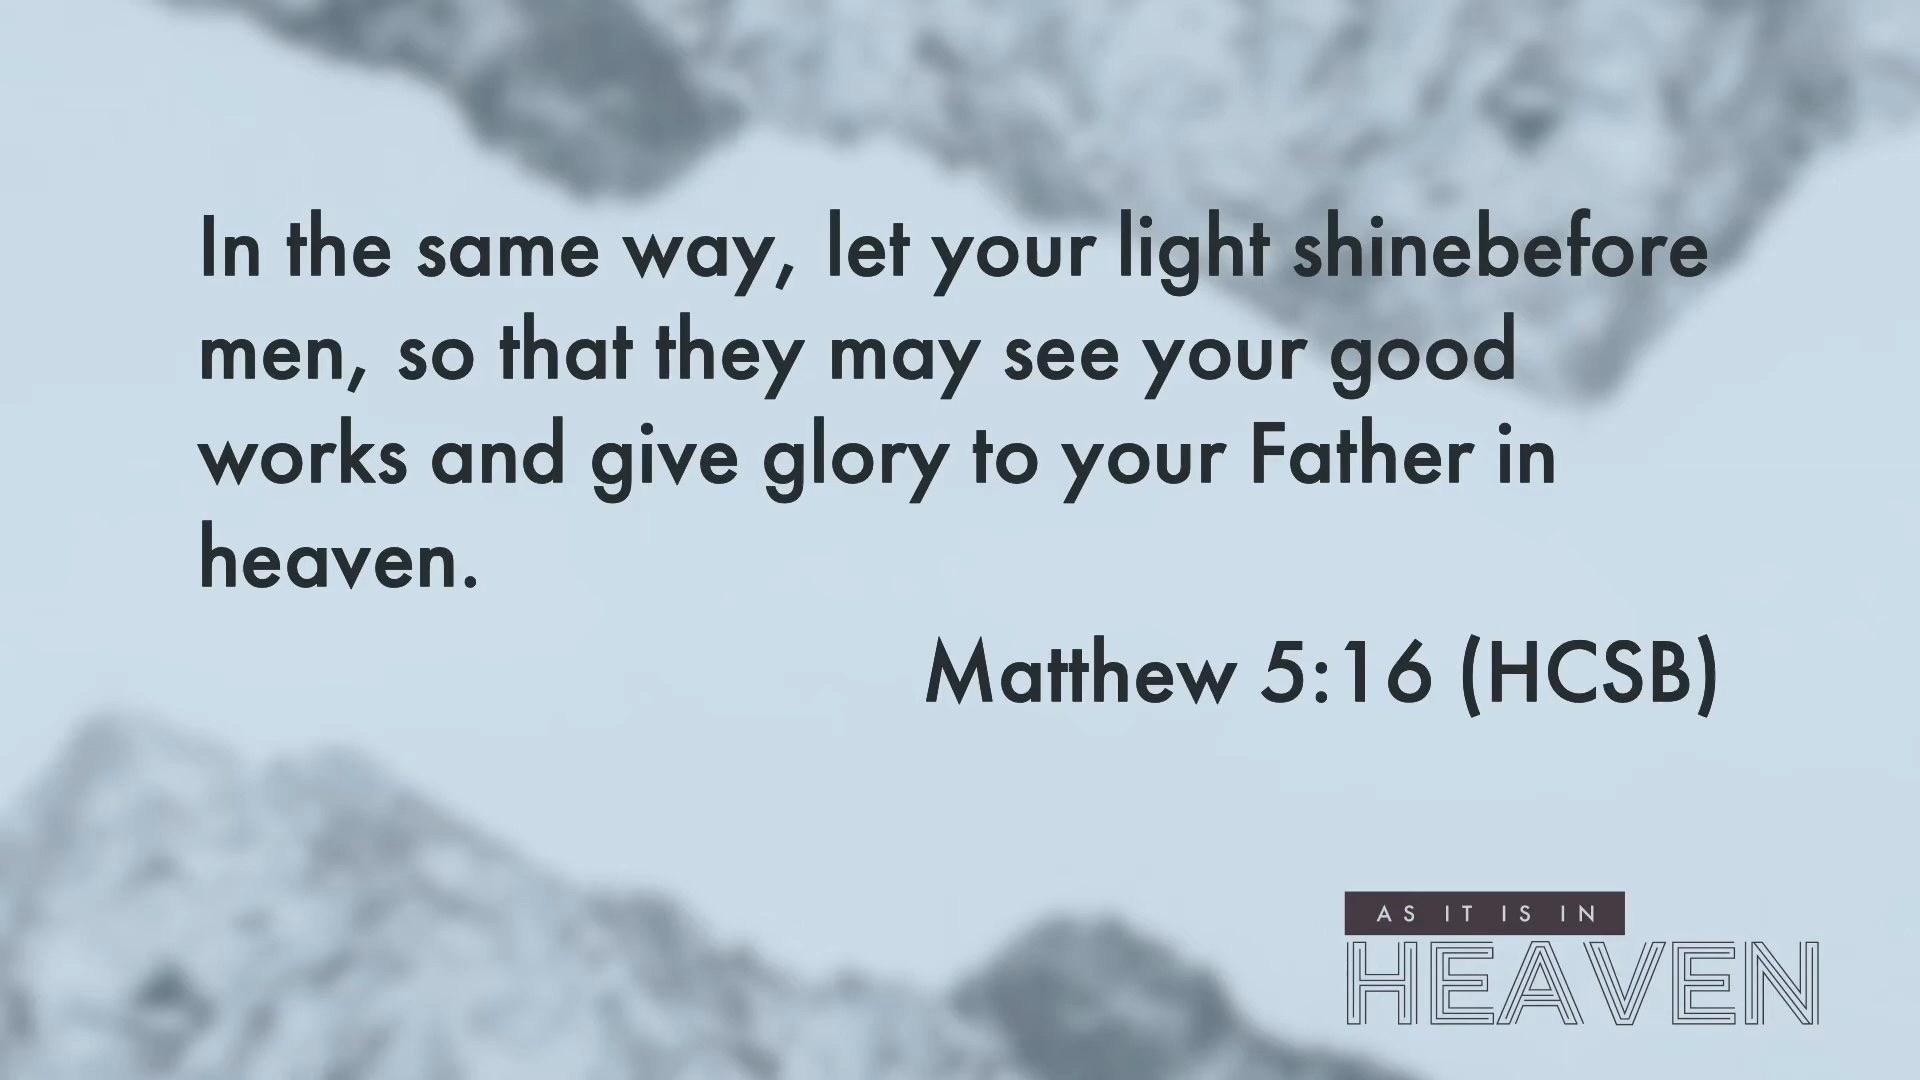 In the same way, let your light shinebefore
men, so that they may see your good
works and give glory to your Father in
heaven.
Matthew 5:16 (HCSB)
AS IT IS IN
HEAVEN